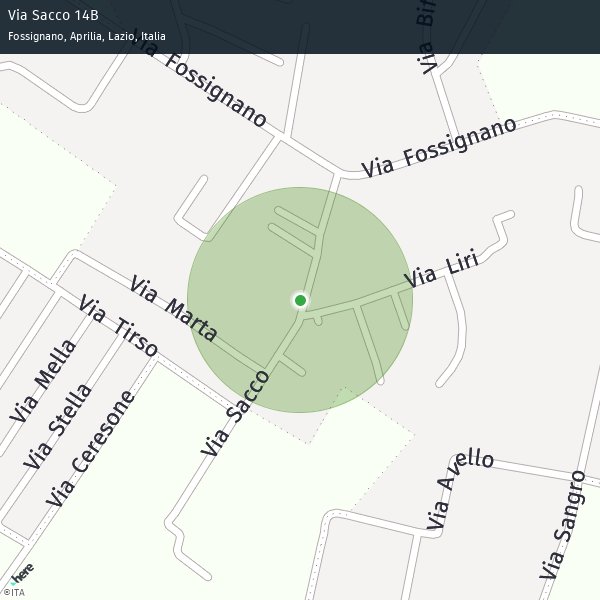 Via Sacco 14B
Fossignano, Aprilia, Lazio, Italia
Via Fossignano
Via Bif
Via Fossignano
Via Liri
Via Marta
Via Tirso
Via Mella
Via Stella
Via Ceresone
Via Sacco
Via Avello
Via Sangro
here
©ITA